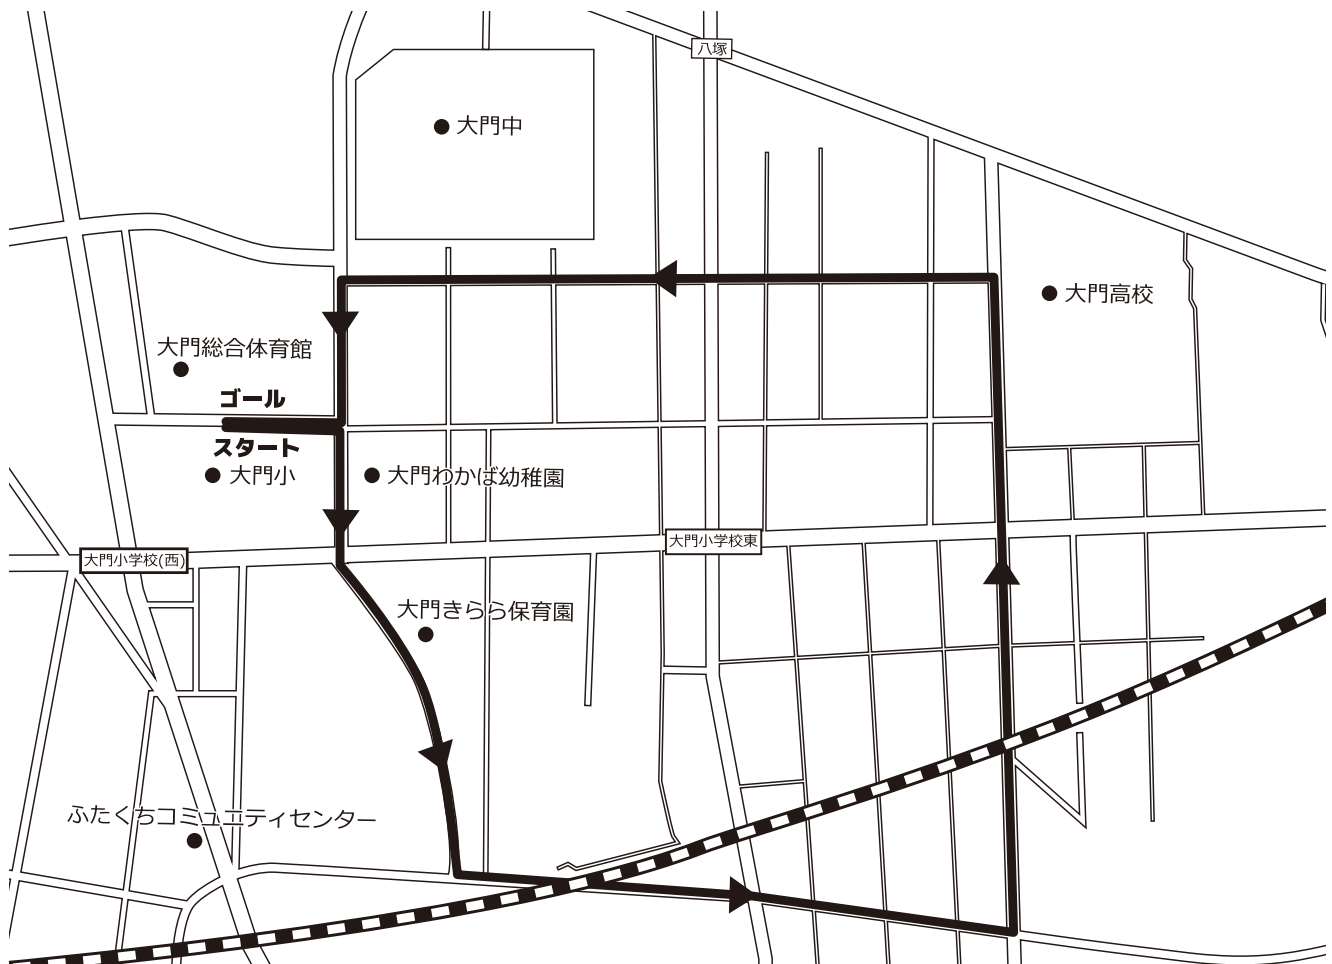 八塚
大門中
大門高校
大門総合体育館
ゴール
スタート
大門小
大門わかば幼稚園
大門小学校東
大門小学校(西)
大門きらら保育園
ふたくちコミュニティセンター